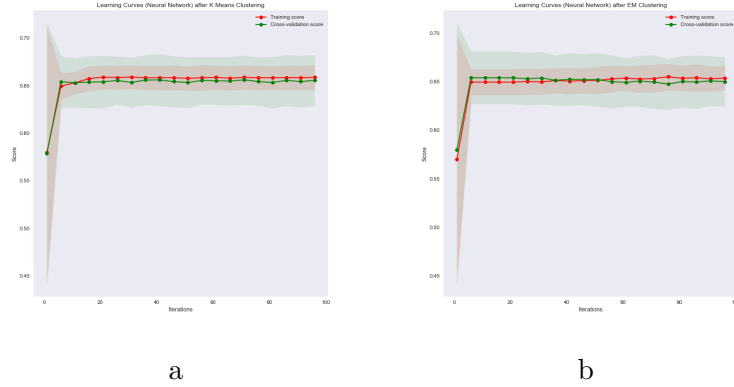 Learning Curves (Neural Network) after K Means Clustering
Training score
Cross-validation score
0.70
0.65
0.60
0.55
0.50
0.45
Score
0 20 40 60 80 100
Iterations
a
Learning Curves (Neural Network) after EM Clustering
Training score
Cross-validation score
0.70
0.65
0.60
0.55
0.50
0.45
Score
0 20 40 60 80 100
Iterations
b